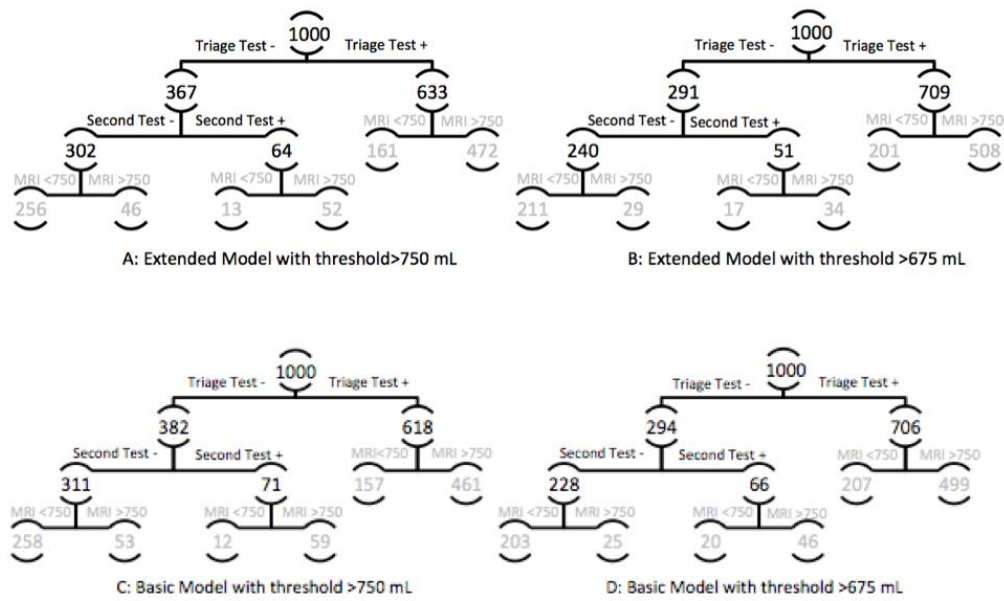 1000
Triage Test - Triage Test +
367 633
Second Test - Second Test + MRI <750 MRI >750
302 64 161 472
MRI <750 MRI >750 MRI <750 MRI >750
256 46 13 52
A: Extended Model with threshold>750 mL
1000
Triage Test - Triage Test +
291 709
Second Test - Second Test + MRI <750 MRI >750
240 51 201 508
MRI <750 MRI >750 MRI <750 MRI >750
211 29 17 34
B: Extended Model with threshold >675 mL
1000
Triage Test - Triage Test +
382 618
Second Test - Second Test + MRI<750 MRI >750
311 71 157 461
MRI <750 MRI >750 MRI <750 MRI >750
258 53 12 59
C: Basic Model with threshold >750 mL
1000
Triage Test - Triage Test +
294 706
Second Test - Second Test + MRI <750 MRI >750
228 66 207 499
MRI <750 MRI >750 MRI <750 MRI >750
203 25 20 46
D: Basic Model with threshold >675 mL